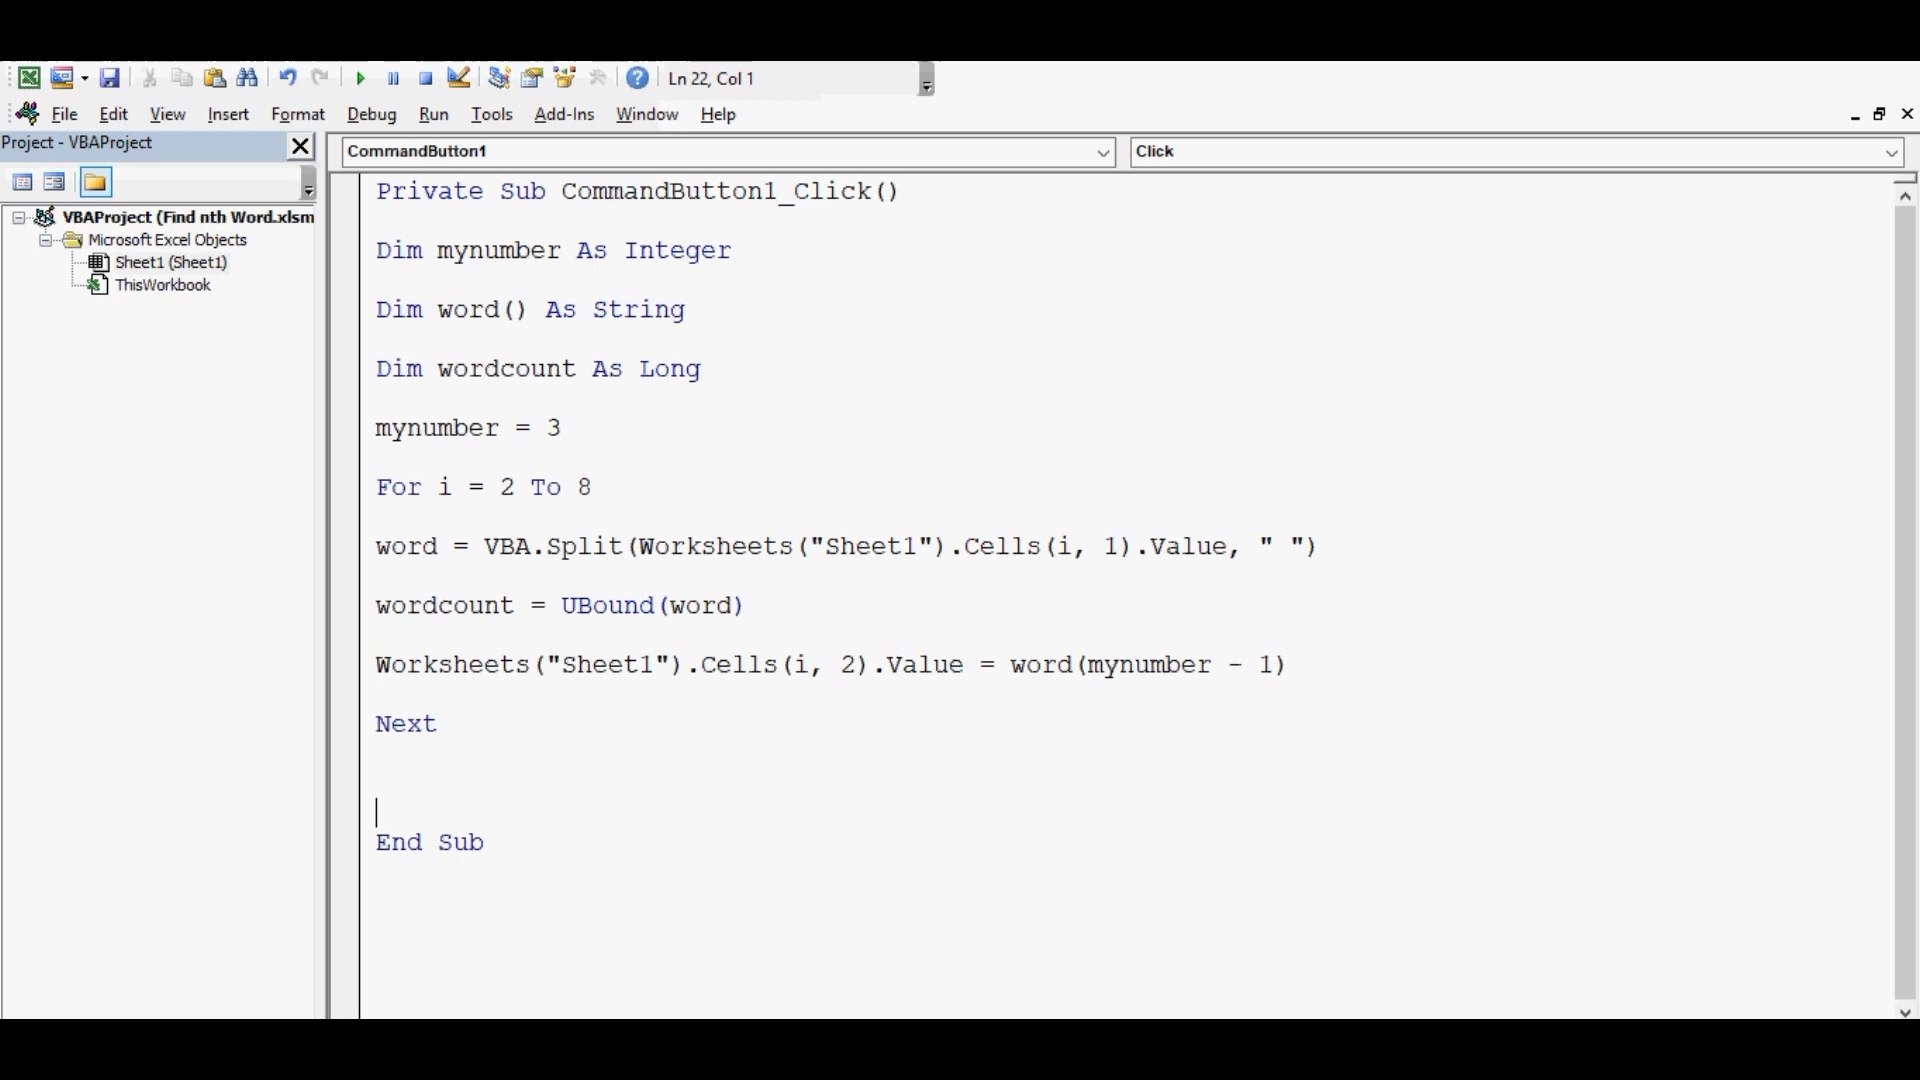 Ln 22, Col 1
File Edit View Insert Format Debug Run Tools Add-Ins Window Help
Project - VBAProject
CommandButton1 Click
VBAProject (Find nth Word.xlsm
Microsoft Excel Objects
Sheet1 (Sheet1)
ThisWorkbook
Private Sub CommandButton1_Click()
Dim mynumber As Integer
Dim word() As String
Dim wordcount As Long
mynumber = 3
For i = 2 To 8
word = VBA.Split(Worksheets("Sheet1").Cells(i, 1).Value, " ")
wordcount = UBound(word)
Worksheets("Sheet1").Cells(i, 2).Value = word(mynumber - 1)
Next
End Sub